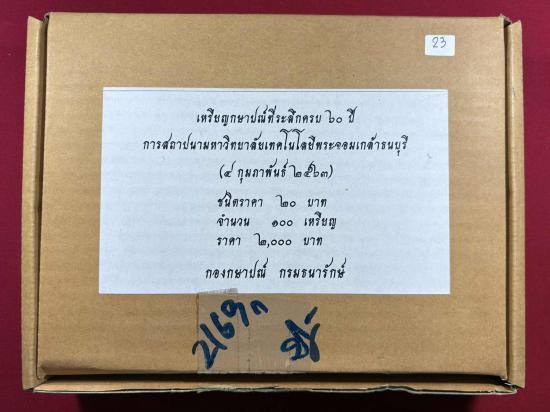 23
เหรียญกษาปณ์ที่ระลึกครบ ๖๐ ปี
การสถาปนามหาวิทยาลัยเทคโนโลยีพระจอมเกล้าธนบุรี
(๔ กุมภาพันธ์ ๒๕๖๓)
ชนิดราคา ๒๐ บาท
จำนวน ๑๐๐ เหรียญ
ราคา ๒,๐๐๐ บาท
กองกษาปณ์ กรมธนารักษ์